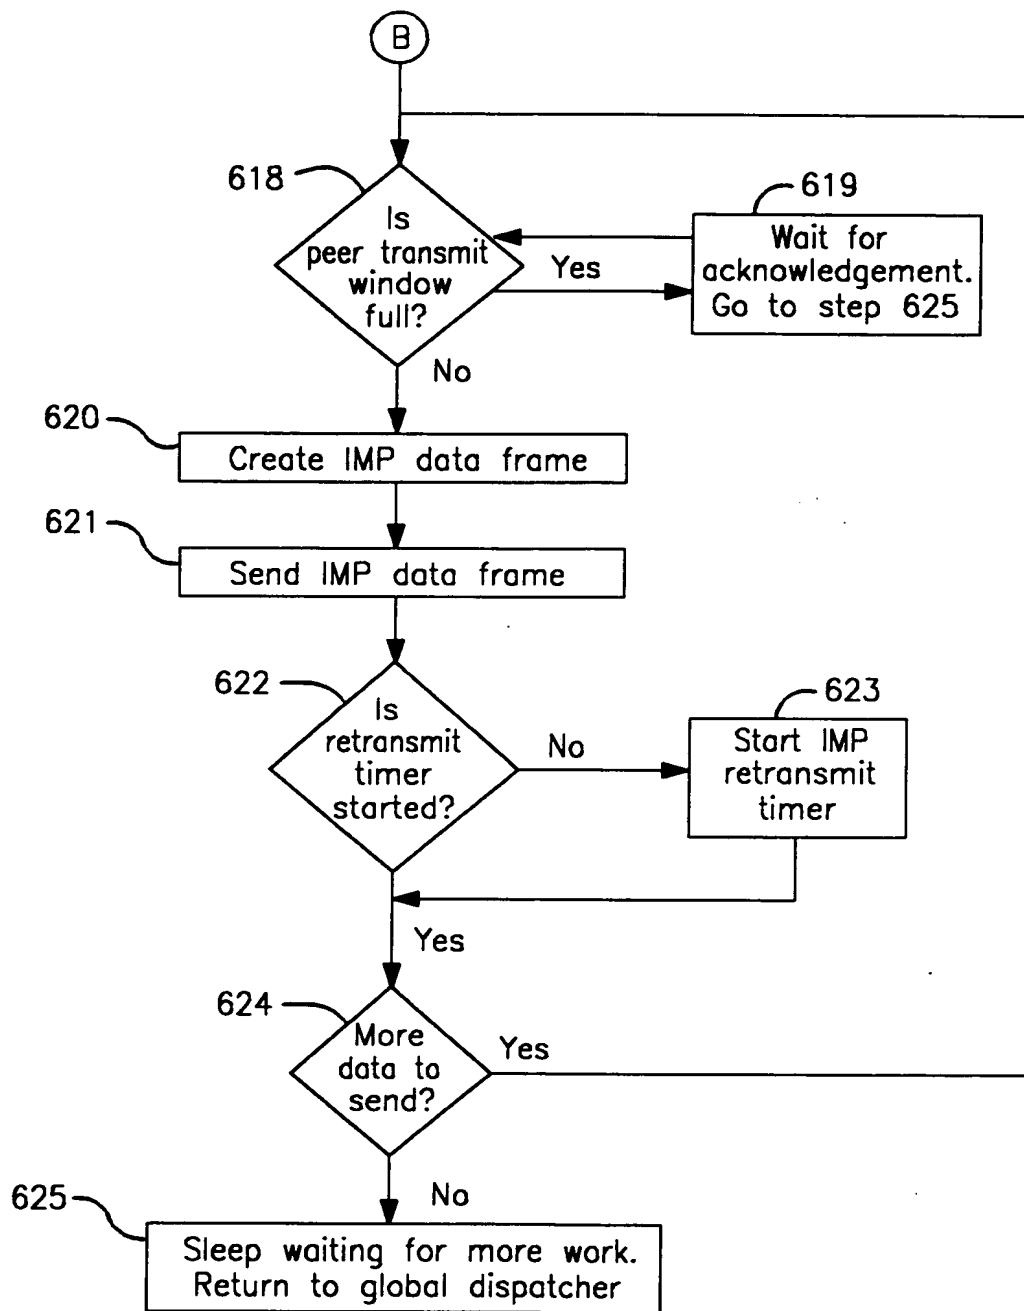 B
618
Is
peer transmit
window
full?
Yes
619
Wait for
acknowledgement.
Go to step 625
No
620
Create IMP data frame
621
Send IMP data frame
622
Is
retransmit
timer
started?
No
623
Start IMP
retransmit
timer
Yes
624
More
data to
send?
Yes
No
625
Sleep waiting for more work.
Return to global dispatcher